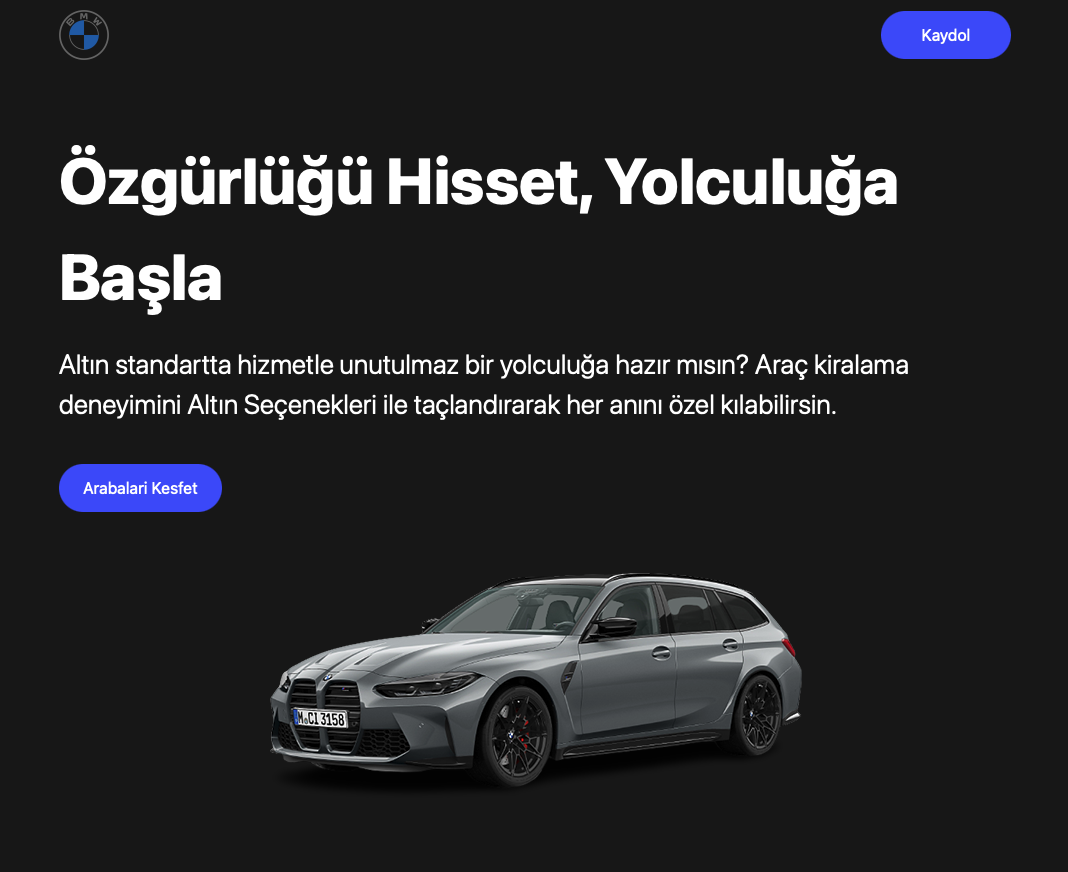 BMW
Kaydol
Özgürlüğü Hisset, Yolculuğa
Başla
Altın standartta hizmetle unutulmaz bir yolculuğa hazır mısın? Araç kiralama
deneyimini Altın Seçenekleri ile taçlandırarak her anını özel kılabilirsin.
Arabalari Kesfet
M CI 3158